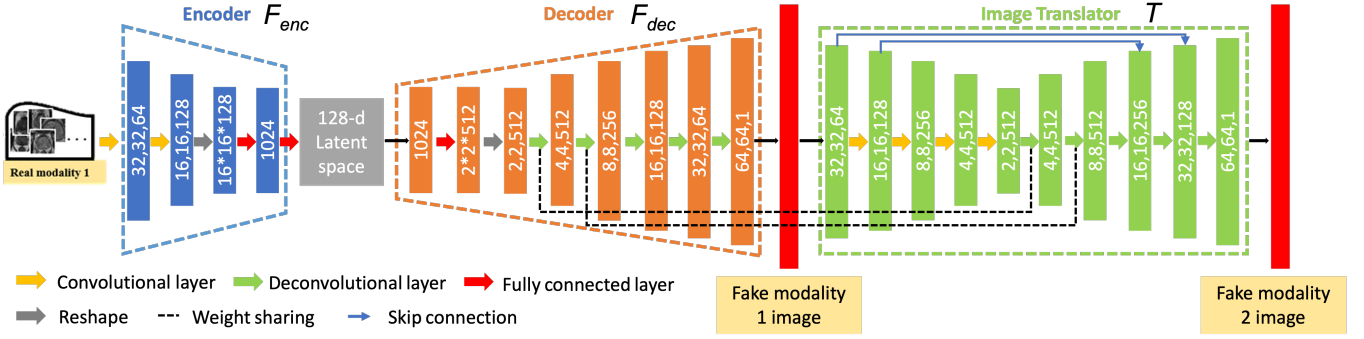 Encoder F_enc
Decoder F_dec
Image Translator T
Real modality 1
32,32,64
16,16,128
16*16*128
1024
128-d
Latent
space
1024
2*2*512
2,2,512
4,4,512
8,8,256
16,16,128
32,32,64
64,64,1
32,32,64
16,16,128
8,8,256
4,4,512
2,2,512
4,4,512
8,8,512
16,16,256
32,32,128
64,64,1
Convolutional layer
Deconvolutional layer
Fully connected layer
Reshape
Weight sharing
Skip connection
Fake modality
1 image
Fake modality
2 image